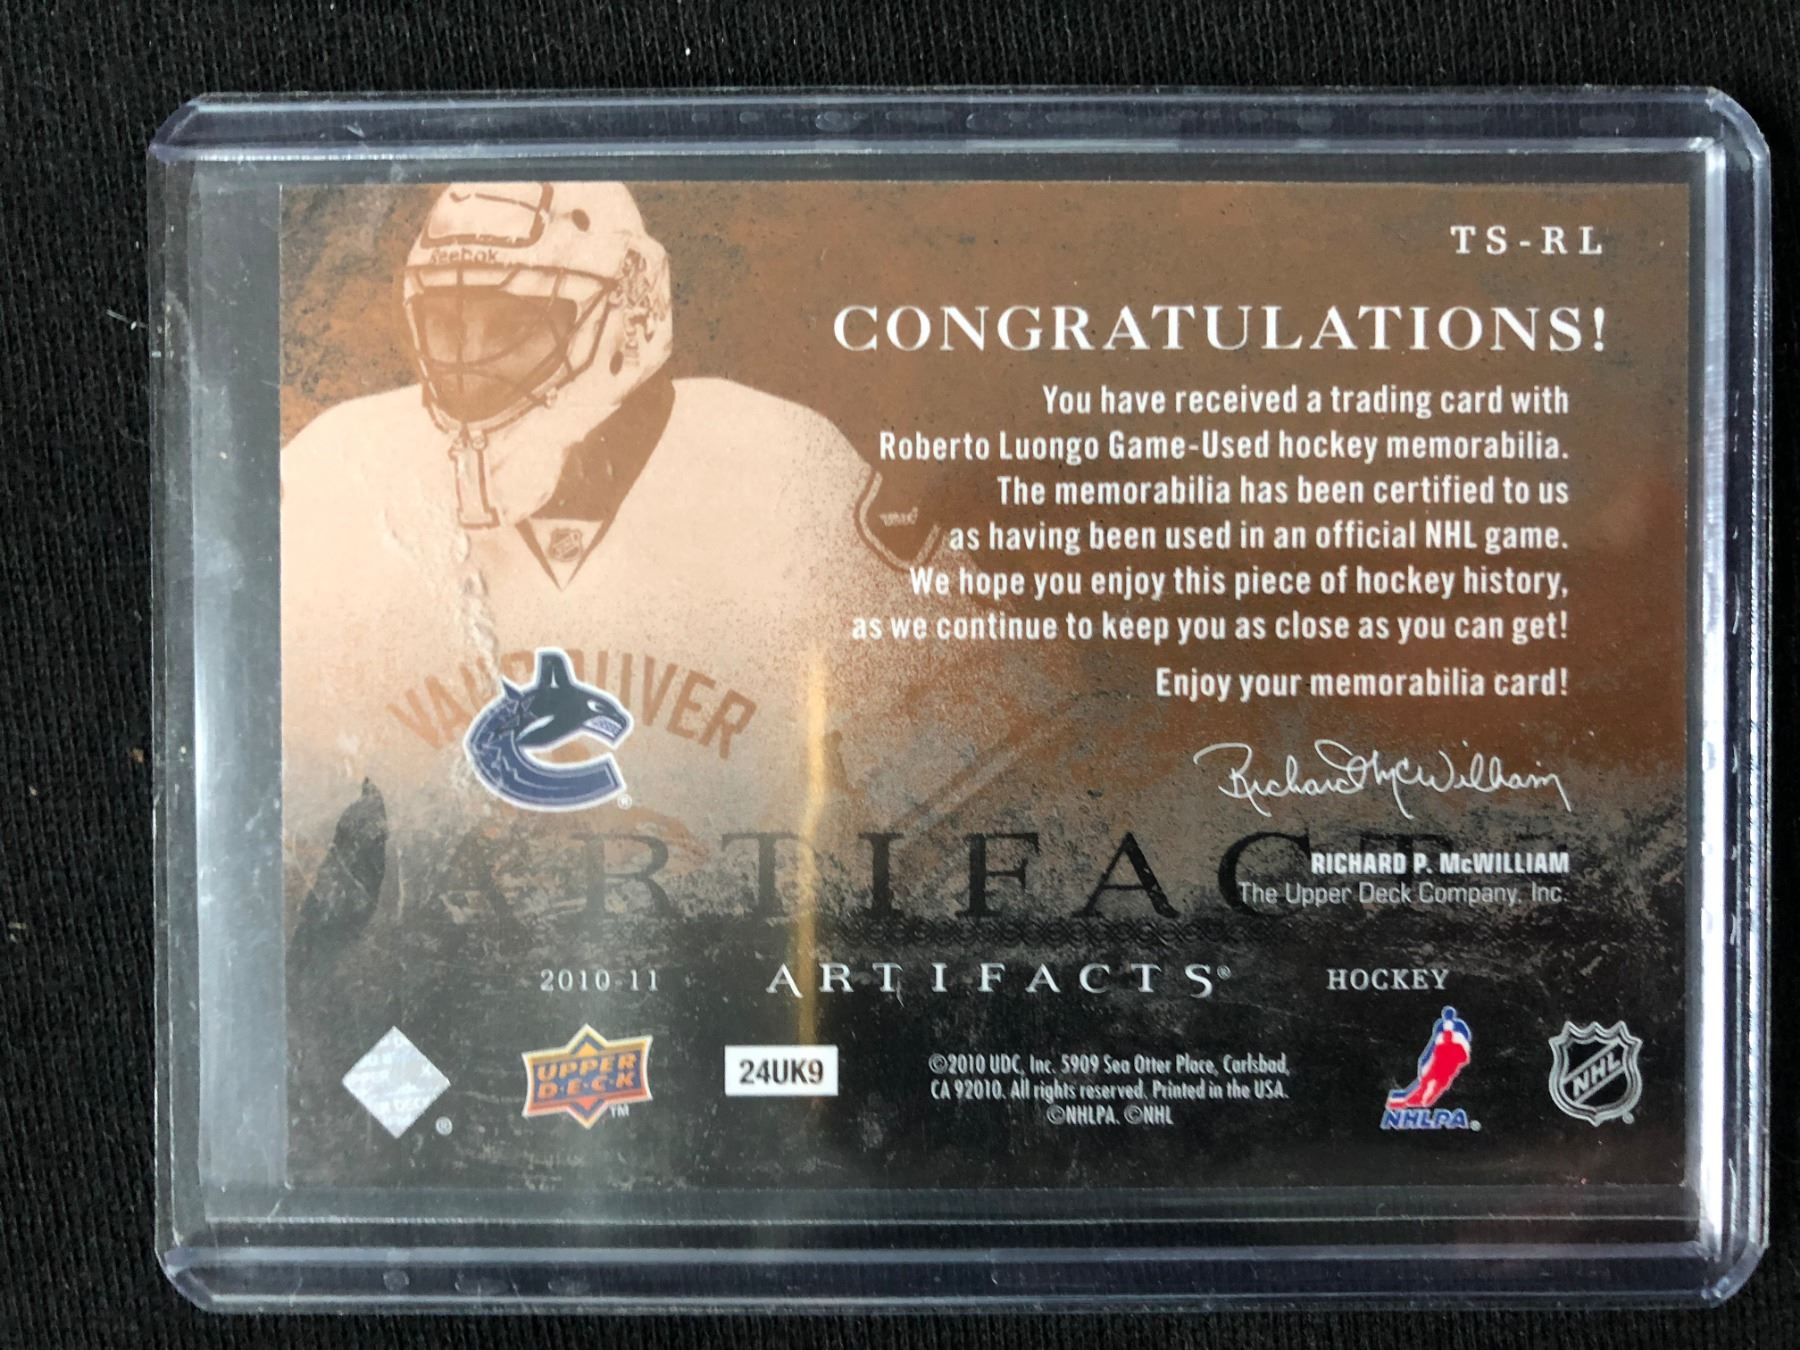 TS-RL
Reebok
CONGRATULATIONS!
You have received a trading card with
Roberto Luongo Game-Used hockey memorabilia.
The memorabilia has been certified to us
as having been used in an official NHL game.
We hope you enjoy this piece of hockey history,
as we continue to keep you as close as you can get!
Enjoy your memorabilia card!
Richard McWilliam
RICHARD P. McWILLIAM
The Upper Deck Company, Inc.
ARTIFACTS
2010-11 ARTIFACTS® HOCKEY
®
UPPER
D·E·C·K
TM
24UK9
©2010 UDC, Inc. 5909 Sea Otter Place, Carlsbad,
CA 92010. All rights reserved. Printed in the USA.
©NHLPA. ©NHL
NHLPA®
NHL®